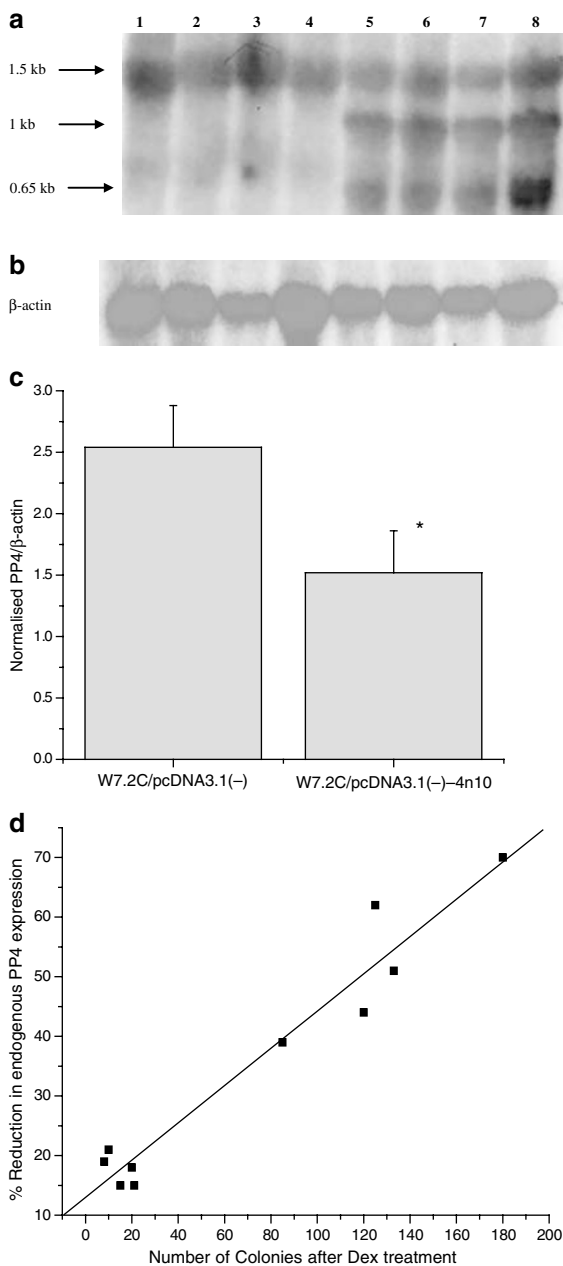 a
1 2 3 4 5 6 7 8
1.5 kb
1 kb
0.65 kb
b
β-actin
c
3.0
2.5
2.0
1.5
1.0
0.5
0.0
Normalised PP4/β-actin
*
W7.2C/pcDNA3.1(–)
W7.2C/pcDNA3.1(–)–4n10
d
70
60
50
40
30
20
10
% Reduction in endogenous PP4 expression
0 20 40 60 80 100 120 140 160 180 200
Number of Colonies after Dex treatment